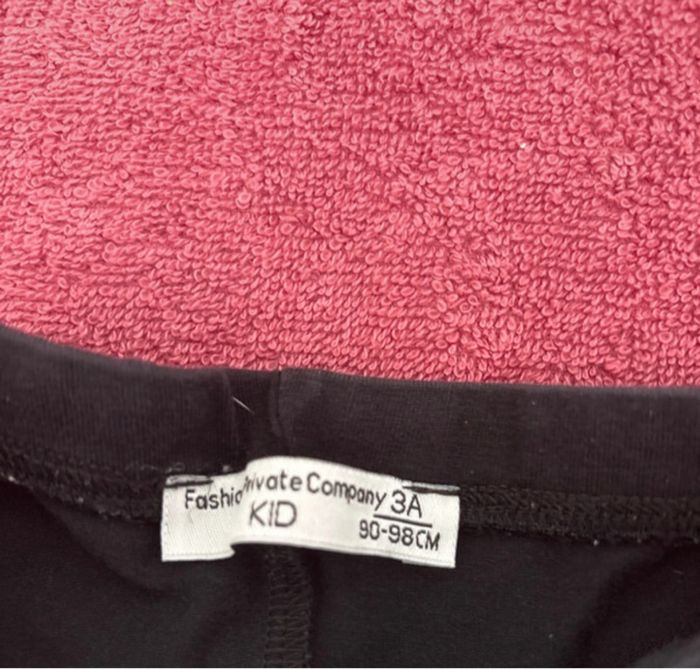 Fashio Private Company 3A
KID 90-98CM